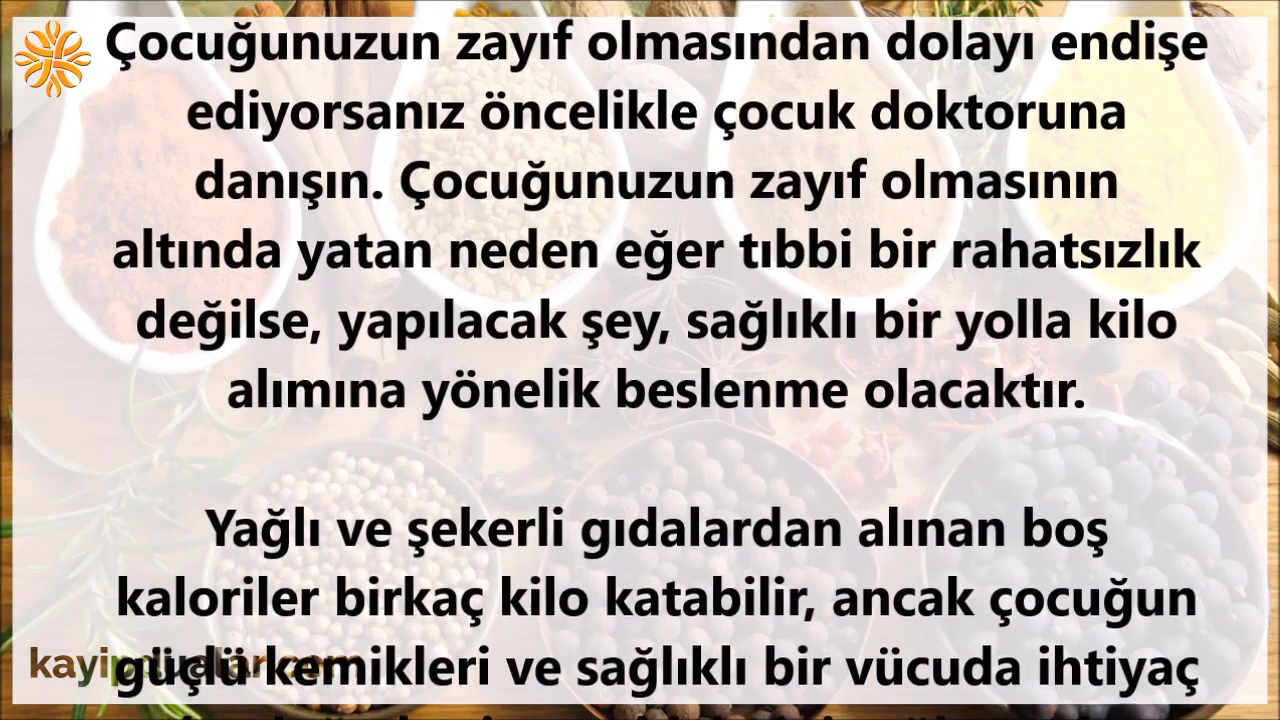 Çocuğunuzun zayıf olmasından dolayı endişe
ediyorsanız öncelikle çocuk doktoruna
danışın. Çocuğunuzun zayıf olmasının
altında yatan neden eğer tıbbi bir rahatsızlık
değilse, yapılacak şey, sağlıklı bir yolla kilo
alımına yönelik beslenme olacaktır.
Yağlı ve şekerli gıdalardan alınan boş
kaloriler birkaç kilo katabilir, ancak çocuğun
güçlü kemikleri ve sağlıklı bir vücuda ihtiyaç